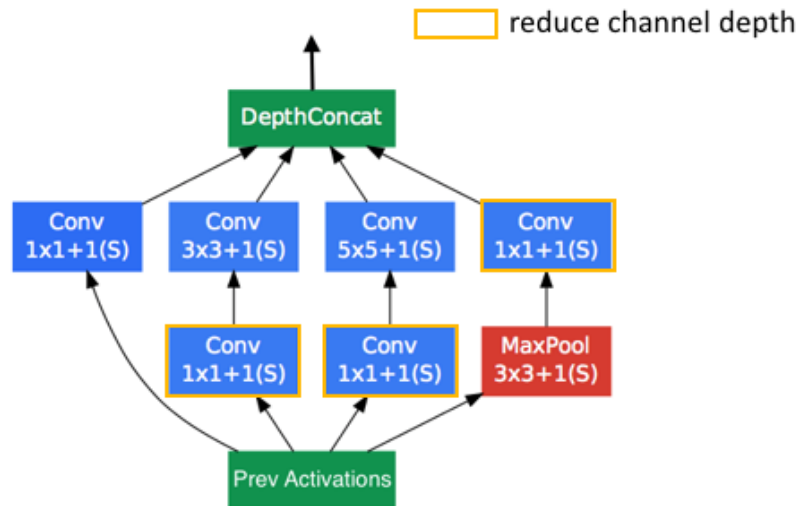 reduce channel depth
DepthConcat
Conv
1x1+1(S)
Conv
3x3+1(S)
Conv
5x5+1(S)
Conv
1x1+1(S)
Conv
1x1+1(S)
Conv
1x1+1(S)
MaxPool
3x3+1(S)
Prev Activations